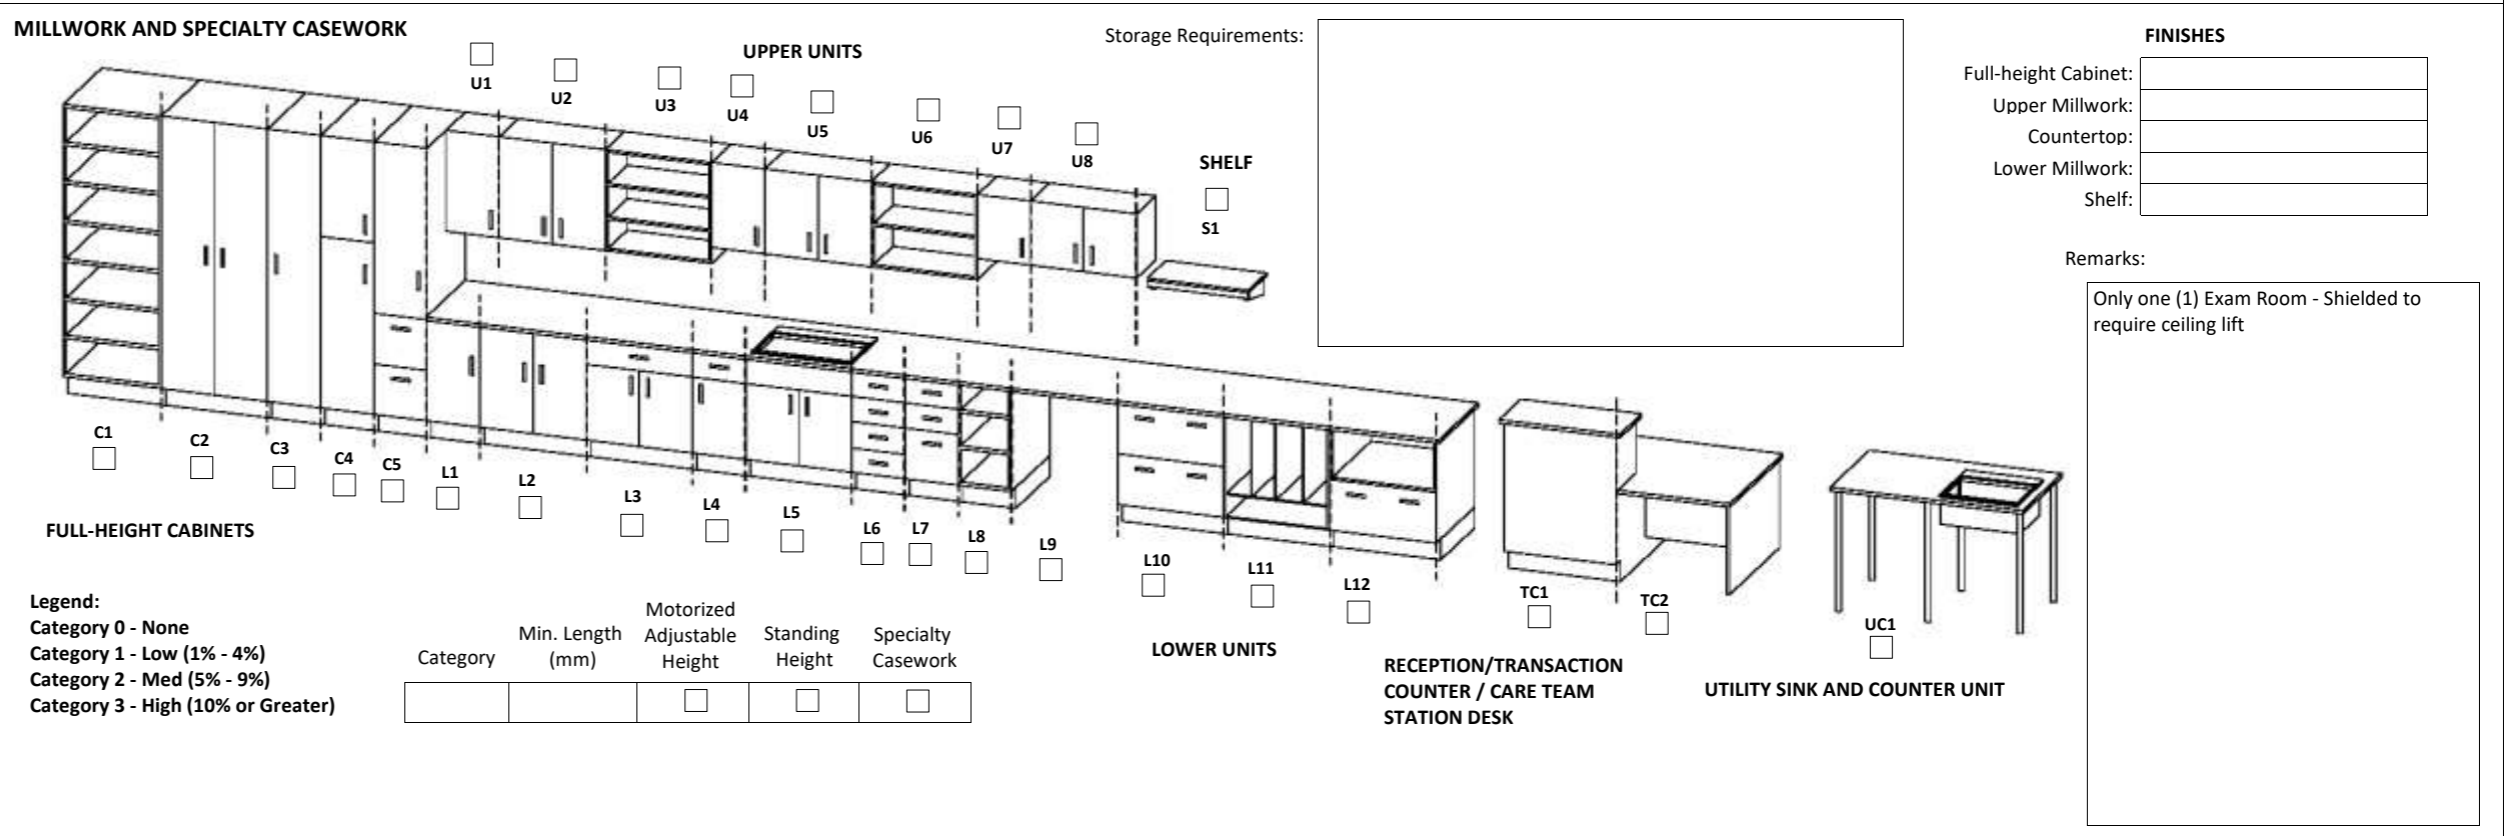 MILLWORK AND SPECIALTY CASEWORK
UPPER UNITS
U1
U2
U3
U4
U5
U6
U7
U8
SHELF
S1
Storage Requirements:
FINISHES
Full-height Cabinet:
Upper Millwork:
Countertop:
Lower Millwork:
Shelf:
Remarks:
Only one (1) Exam Room - Shielded to
require ceiling lift
C1
C2
C3
C4
C5
L1
L2
L3
L4
L5
L6
L7
L8
L9
L10
L11
L12
TC1
TC2
UC1
FULL-HEIGHT CABINETS
LOWER UNITS
RECEPTION/TRANSACTION
COUNTER / CARE TEAM
STATION DESK
UTILITY SINK AND COUNTER UNIT
Legend:
Category 0 - None
Category 1 - Low (1% - 4%)
Category 2 - Med (5% - 9%)
Category 3 - High (10% or Greater)
Category
Min. Length
(mm)
Motorized
Adjustable
Height
Standing
Height
Specialty
Casework